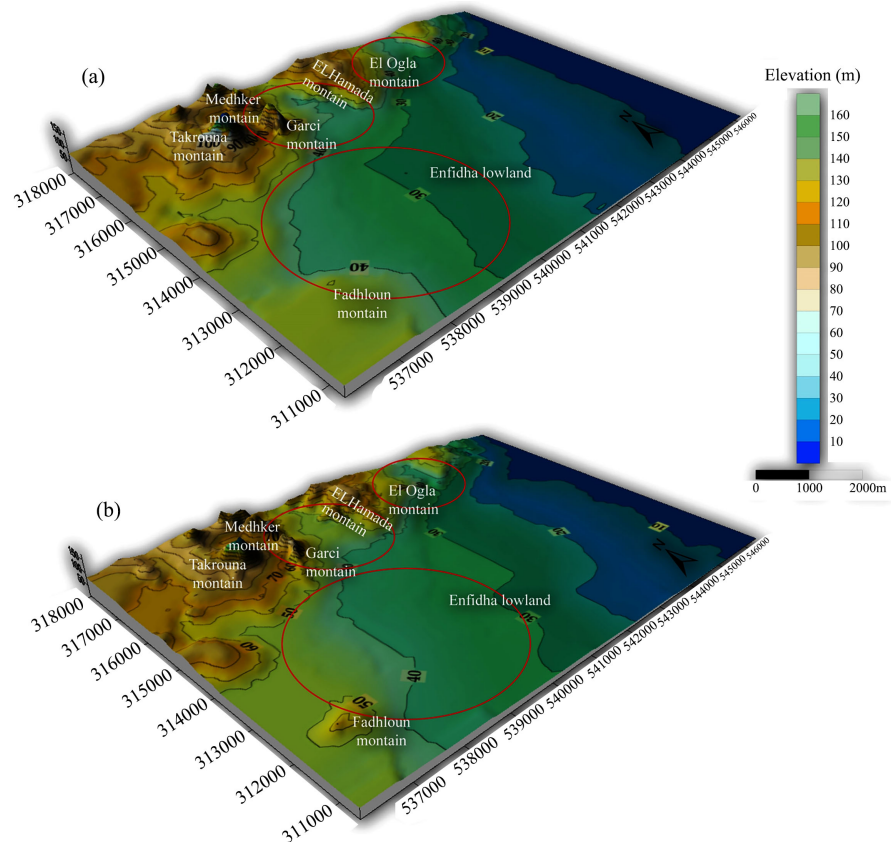 (a)
El Ogla
montain
ELHamada
montain
Medhker
montain
Garci
montain
Takrouna
montain
Enfidha lowland
30
20
40
Fadhloun
montain
318000
317000
316000
315000
314000
313000
312000
311000
537000
538000
539000
540000
541000
542000
543000
544000
545000
546000
N
Elevation (m)
160
150
140
130
120
110
100
90
80
70
60
50
40
30
20
10
0
1000
2000m
(b)
El Ogla
montain
ELHamada
montain
Medhker
montain
Garci
montain
Takrouna
montain
70
50
60
Enfidha lowland
30
40
50
Fadhloun
montain
318000
317000
316000
315000
314000
313000
312000
311000
537000
538000
539000
540000
541000
542000
543000
544000
545000
546000
N